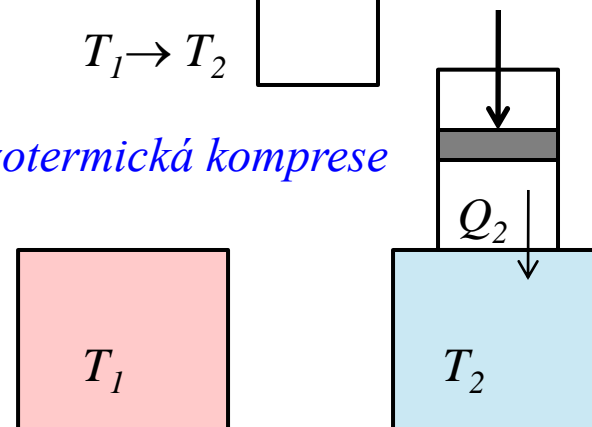 T₁→ T₂
otermická komprese
Q₂
T₁
T₂